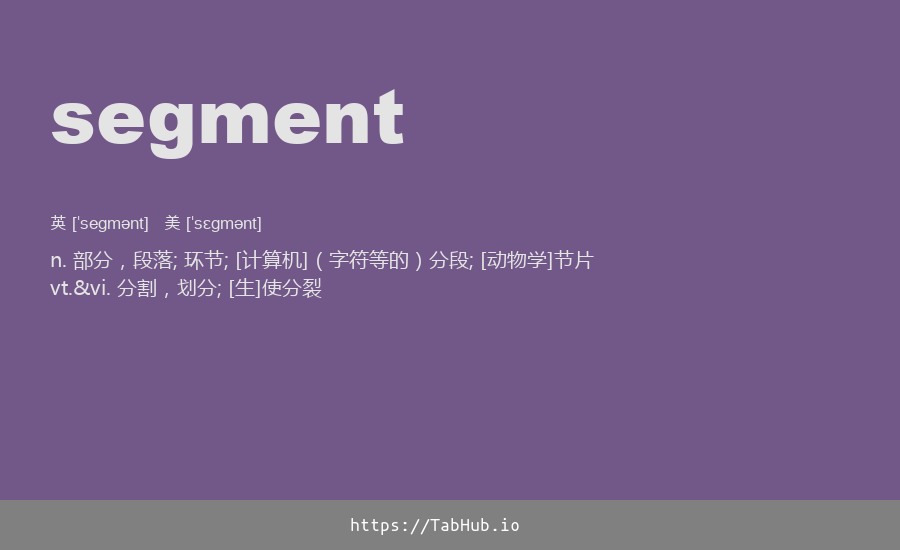 segment
英 [ˈsegmənt] 美 [ˈsɛɡmənt]
n. 部分，段落; 环节; [计算机]（字符等的）分段; [动物学]节片
vt.&vi. 分割，划分; [生]使分裂
https://TabHub.io